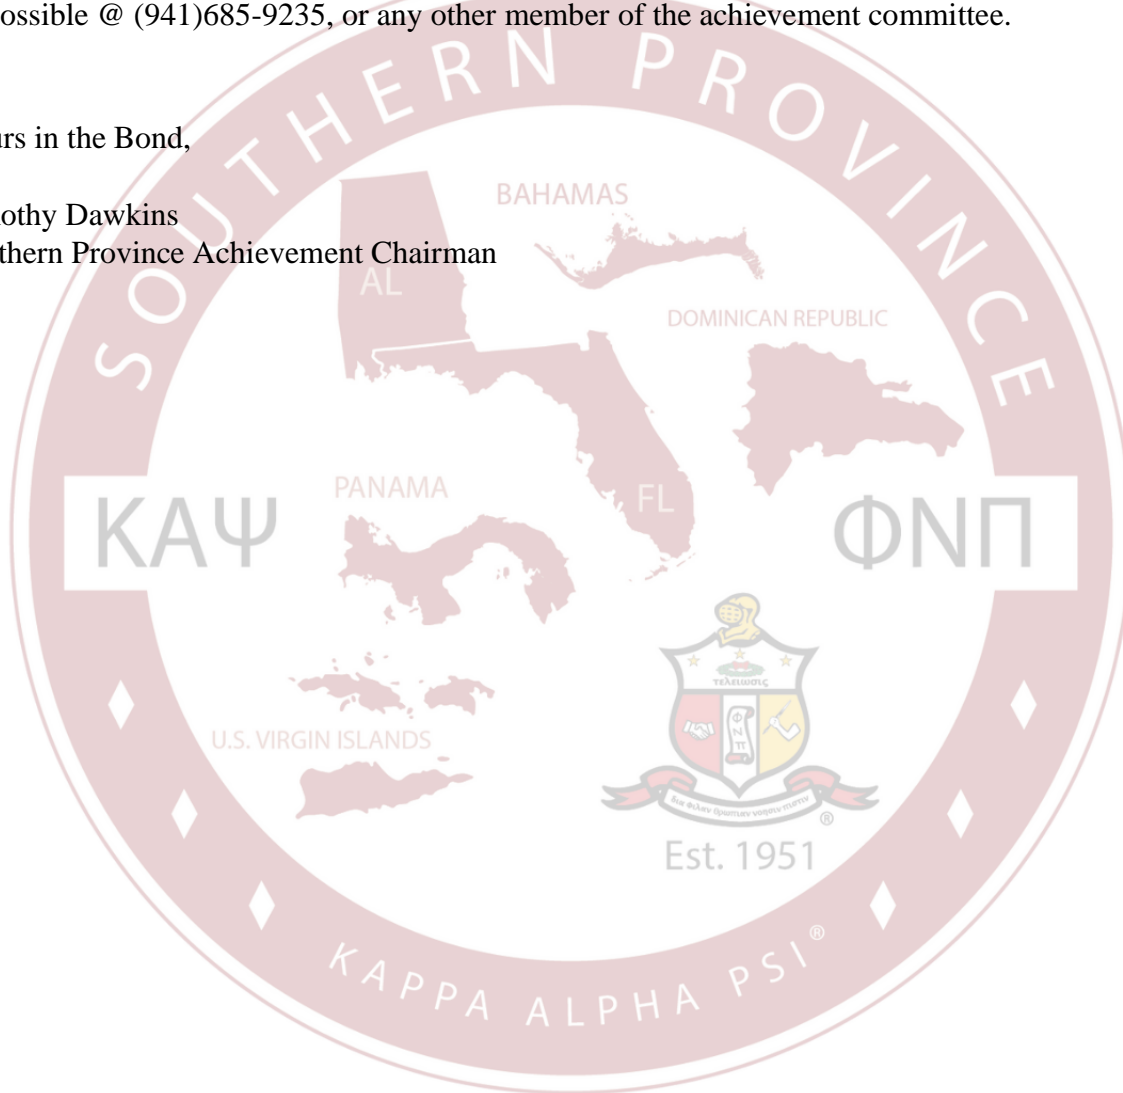 ossible @ (941)685-9235, or any other member of the achievement committee.
urs in the Bond,
othy Dawkins
thern Province Achievement Chairman
SOUTHERN PROVINCE
BAHAMAS
AL
DOMINICAN REPUBLIC
PANAMA
FL
ΚΑΨ
ΦΝΠ
τελειωσις
Φ
Ν
π
U.S. VIRGIN ISLANDS
®
Est. 1951
KAPPA ALPHA PSI®